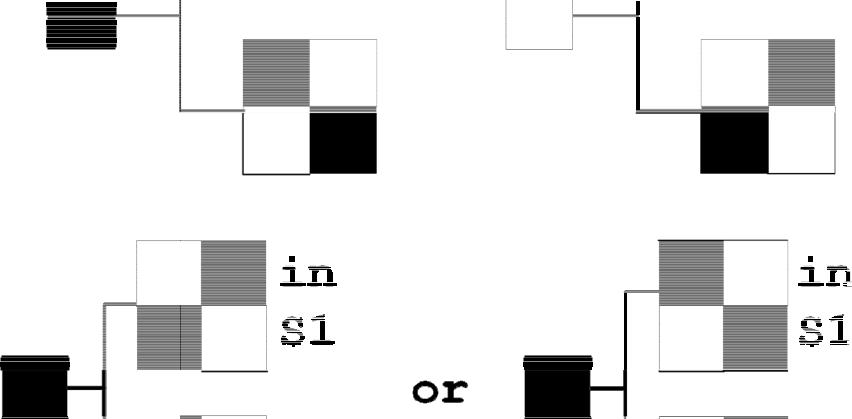 in in
S1 S1
or